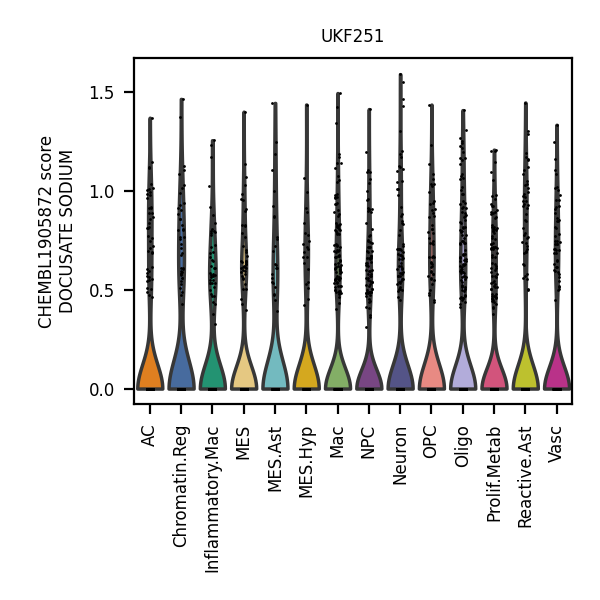 UKF251
CHEMBL1905872 score
DOCUSATE SODIUM
1.5
1.0
0.5
0.0
AC
Chromatin.Reg
Inflammatory.Mac
MES
MES.Ast
MES.Hyp
Mac
NPC
Neuron
OPC
Oligo
Prolif.Metab
Reactive.Ast
Vasc